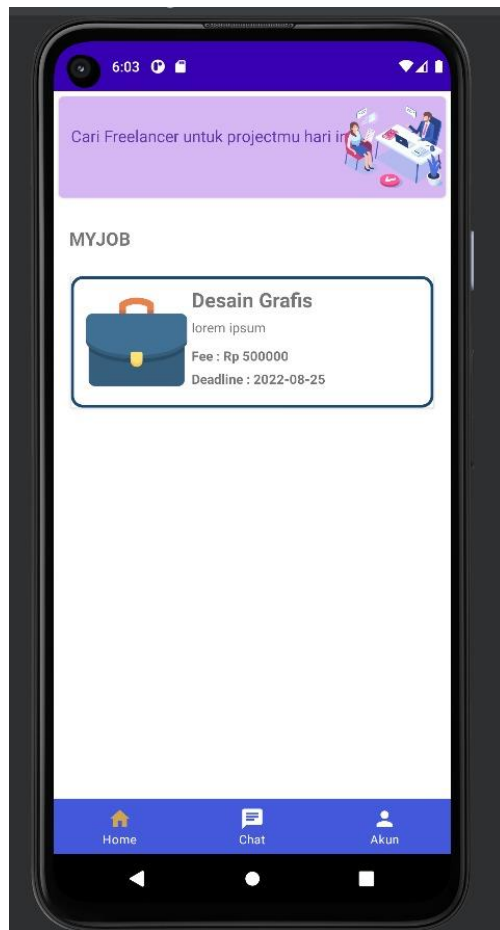 6:03
Cari Freelancer untuk projectmu hari in
MYJOB
Desain Grafis
lorem ipsum
Fee : Rp 500000
Deadline : 2022-08-25
Home
Chat
Akun